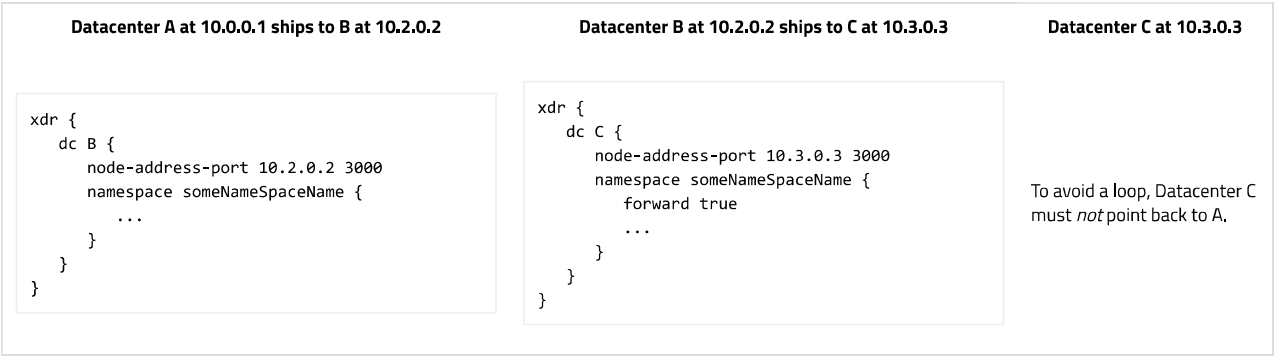 Datacenter A at 10.0.0.1 ships to B at 10.2.0.2
xdr {
   dc B {
      node-address-port 10.2.0.2 3000
      namespace someNameSpaceName {
         ...
      }
   }
}
Datacenter B at 10.2.0.2 ships to C at 10.3.0.3
xdr {
   dc C {
      node-address-port 10.3.0.3 3000
      namespace someNameSpaceName {
         forward true
         ...
      }
   }
}
Datacenter C at 10.3.0.3
To avoid a loop, Datacenter C
must not point back to A.